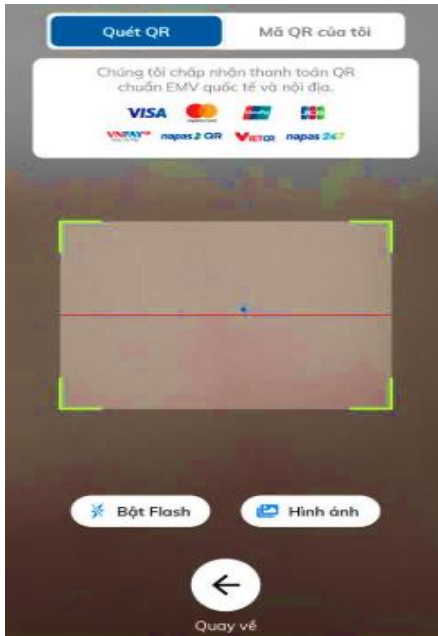 Quét QR
Mã QR của tôi
Chúng tôi chấp nhận thanh toán QR
chuẩn EMV quốc tế và nội địa.
VISA
JCB
VNPAY QR napas 2 QR VIETQR napas 247
Bật Flash
Hình ảnh
Quay về